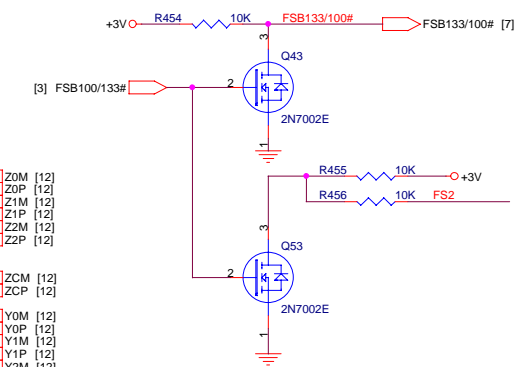 +3V R454 10K FSB133/100# FSB133/100# [7]
3
Q43
[3] FSB100/133# 2
2N7002E
1
R455 10K +3V
Z0M [12]
Z0P [12]
R456 10K FS2
Z1M [12]
Z1P [12]
Z2M [12]
Z2P [12]
3
Q53
ZCM [12]
2
ZCP [12]
2N7002E
Y0M [12]
Y0P [12]
1
Y1M [12]
Y1P [12]
Y2M [12]